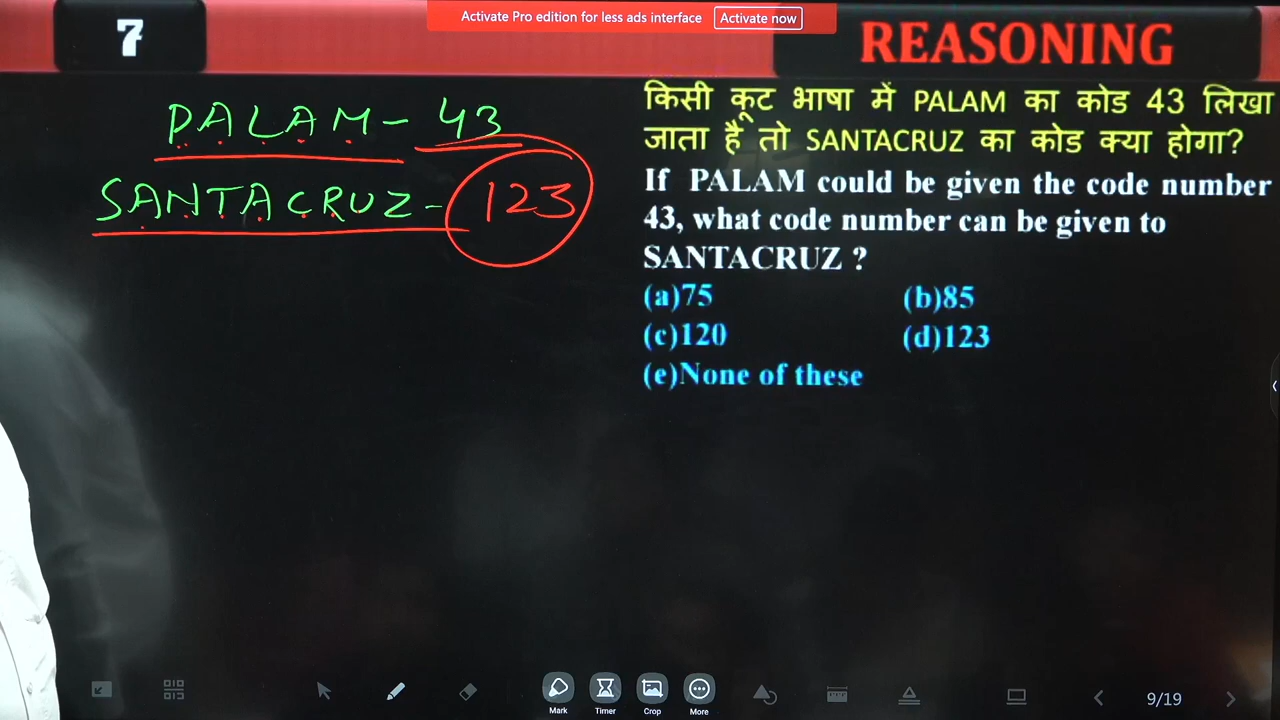 7
Activate Pro edition for less ads interface Activate now
REASONING
PALAM - 43
SANTACRUZ - 123
किसी कूट भाषा में PALAM का कोड 43 लिखा
जाता है तो SANTACRUZ का कोड क्या होगा?
If PALAM could be given the code number
43, what code number can be given to
SANTACRUZ ?
(a)75 (b)85
(c)120 (d)123
(e)None of these
Mark Timer Crop More
9/19